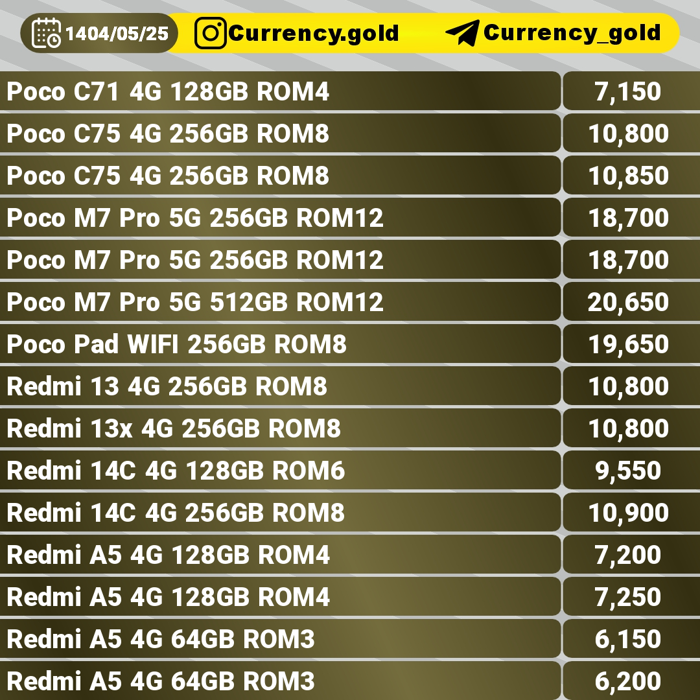 1404/05/25 Currency.gold Currency_gold
Poco C71 4G 128GB ROM4 7,150
Poco C75 4G 256GB ROM8 10,800
Poco C75 4G 256GB ROM8 10,850
Poco M7 Pro 5G 256GB ROM12 18,700
Poco M7 Pro 5G 256GB ROM12 18,700
Poco M7 Pro 5G 512GB ROM12 20,650
Poco Pad WIFI 256GB ROM8 19,650
Redmi 13 4G 256GB ROM8 10,800
Redmi 13x 4G 256GB ROM8 10,800
Redmi 14C 4G 128GB ROM6 9,550
Redmi 14C 4G 256GB ROM8 10,900
Redmi A5 4G 128GB ROM4 7,200
Redmi A5 4G 128GB ROM4 7,250
Redmi A5 4G 64GB ROM3 6,150
Redmi A5 4G 64GB ROM3 6,200